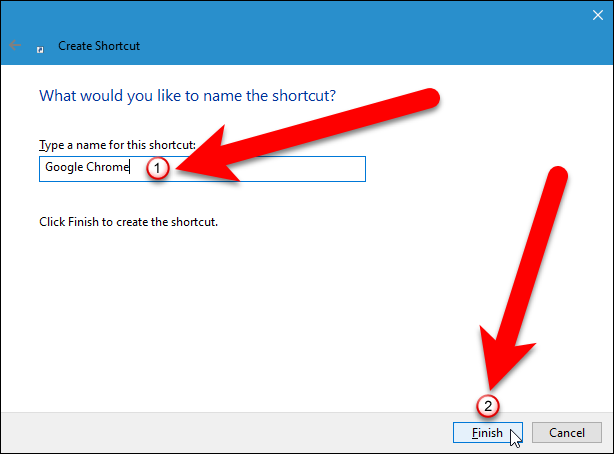 Create Shortcut
What would you like to name the shortcut?
Type a name for this shortcut:
Google Chrome
1
Click Finish to create the shortcut.
2
Finish
Cancel